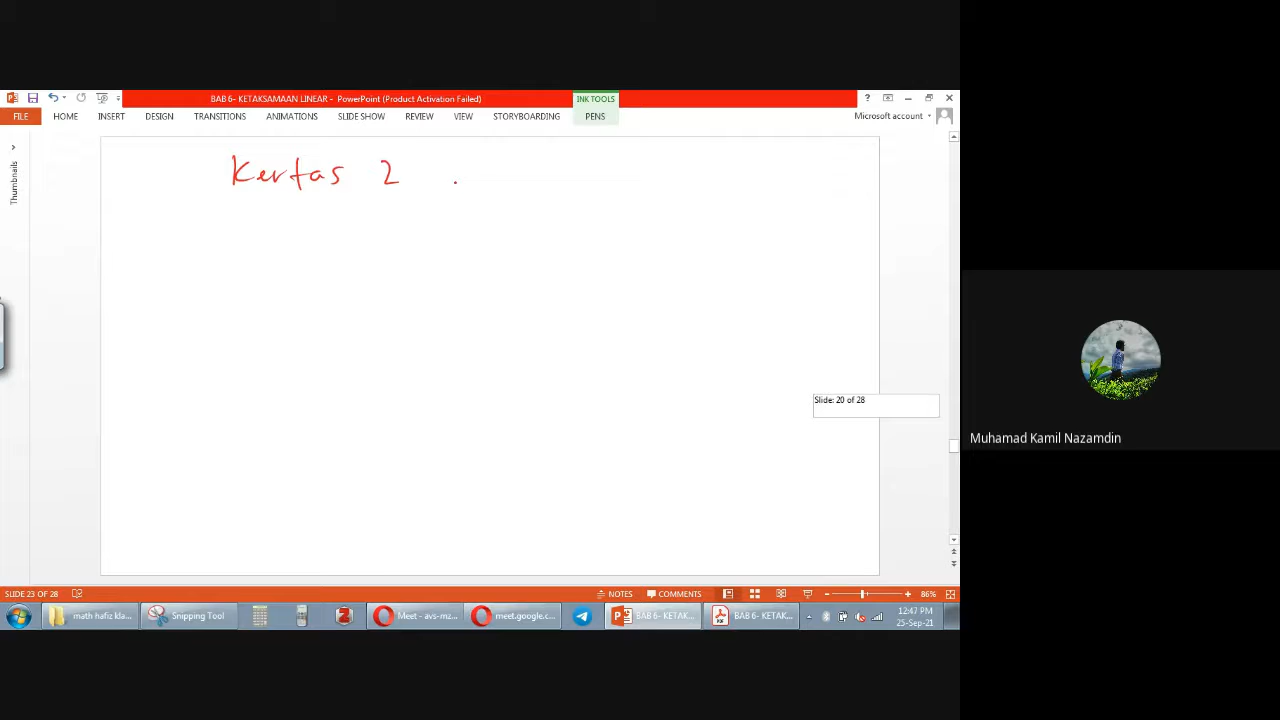 BAB 6- KETAKSAMAAN LINEAR - PowerPoint (Product Activation Failed)
INK TOOLS
?
FILE HOME INSERT DESIGN TRANSITIONS ANIMATIONS SLIDE SHOW REVIEW VIEW STORYBOARDING PENS
Microsoft account
Thumbnails
Kertas 2 .
Slide: 20 of 28
Muhamad Kamil Nazamdin
SLIDE 23 OF 28
NOTES COMMENTS 86%
math hafiz kla...
Snipping Tool
Meet - avs-mz...
meet.google.c...
BAB 6- KETAK...
PDF
BAB 6- KETAK...
12:47 PM
25-Sep-21